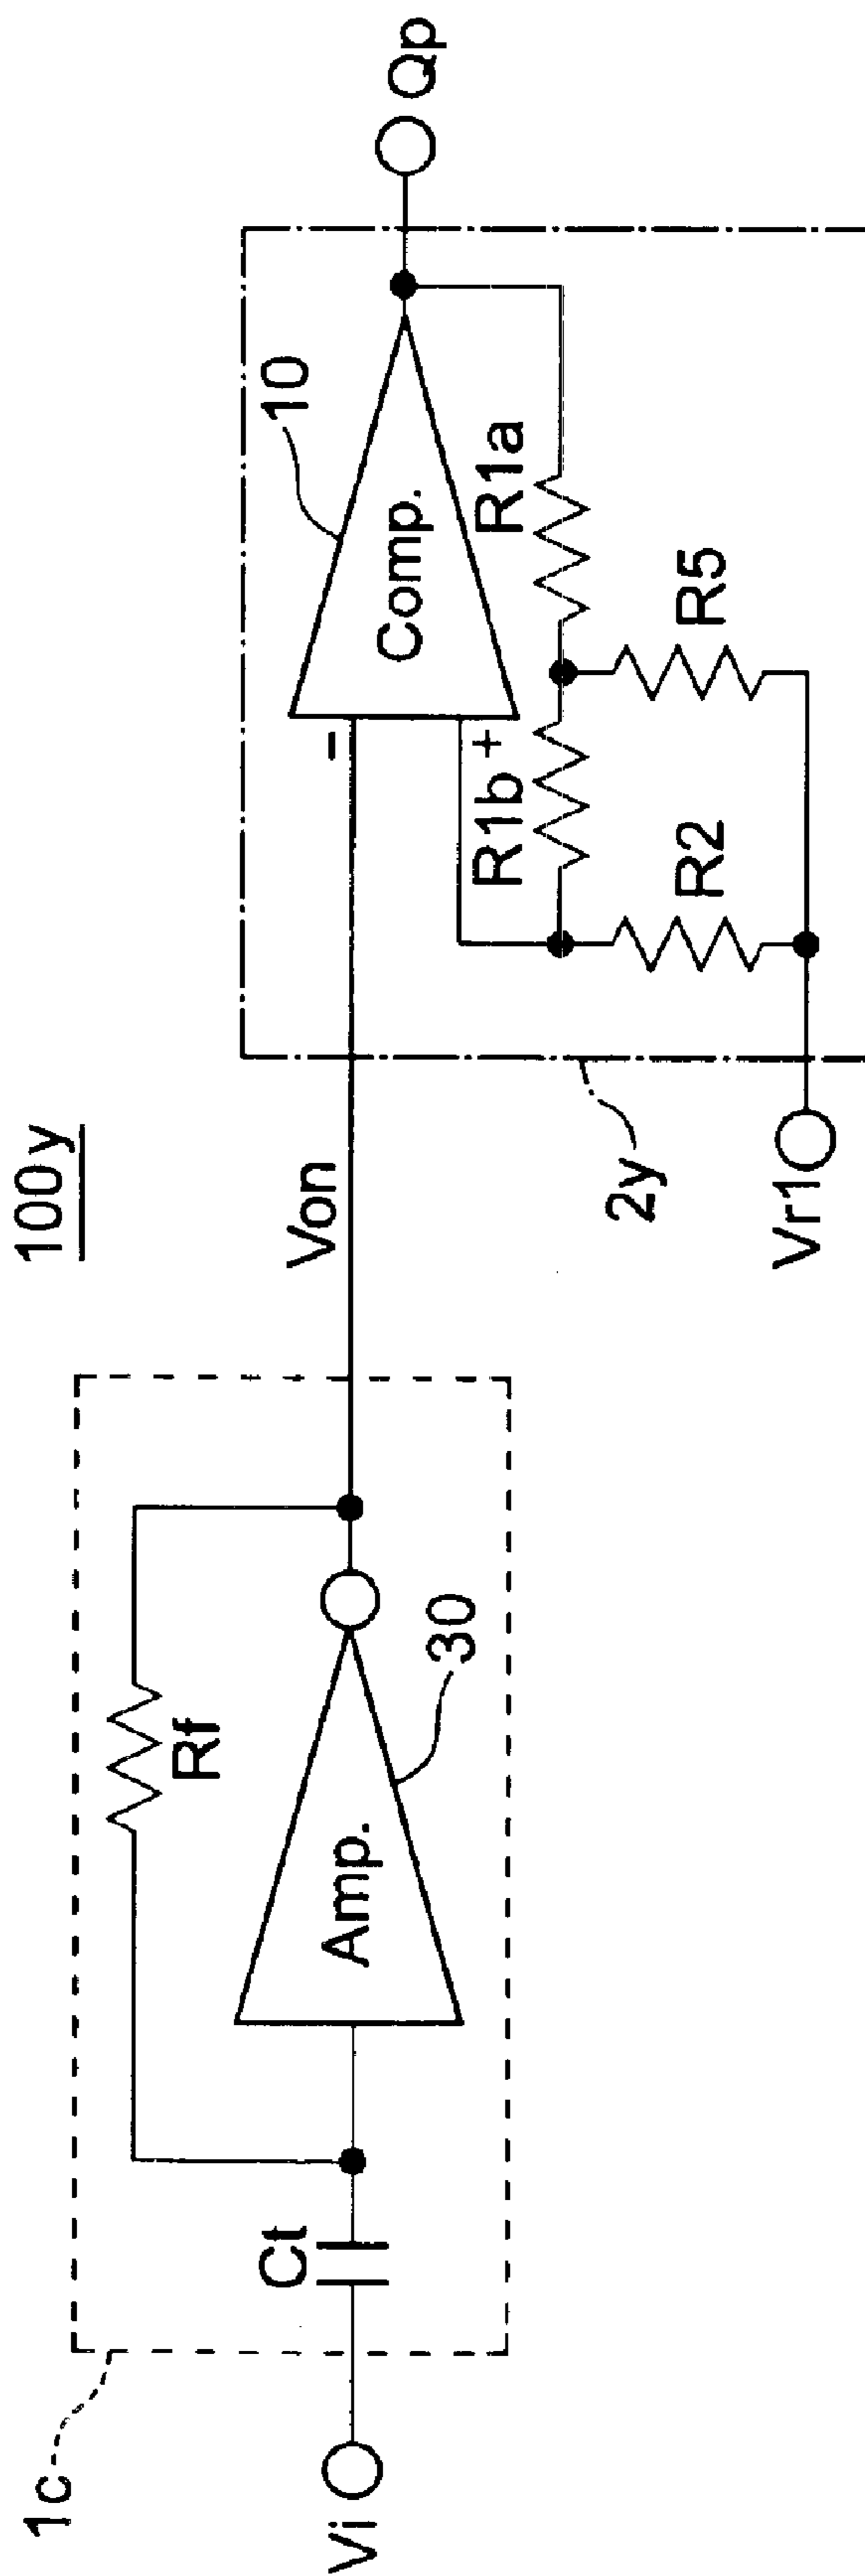 100y
1c
Vi
Ct
Rf
Amp.
30
Von
2y
Vr1
10
Comp.
-
+
R1b
R1a
R2
R5
Qp